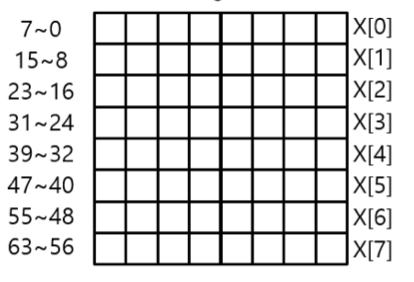 7~0 X[0]
15~8 X[1]
23~16 X[2]
31~24 X[3]
39~32 X[4]
47~40 X[5]
55~48 X[6]
63~56 X[7]